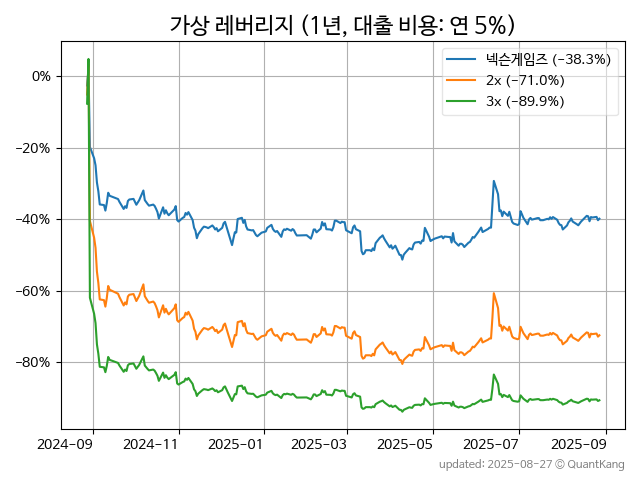 가상 레버리지 (1년, 대출 비용: 연 5%)
넥슨게임즈 (−38.3%)
2x (−71.0%)
3x (−89.9%)
0%
−20%
−40%
−60%
−80%
2024-09 2024-11 2025-01 2025-03 2025-05 2025-07 2025-09
updated: 2025-08-27 © QuantKang